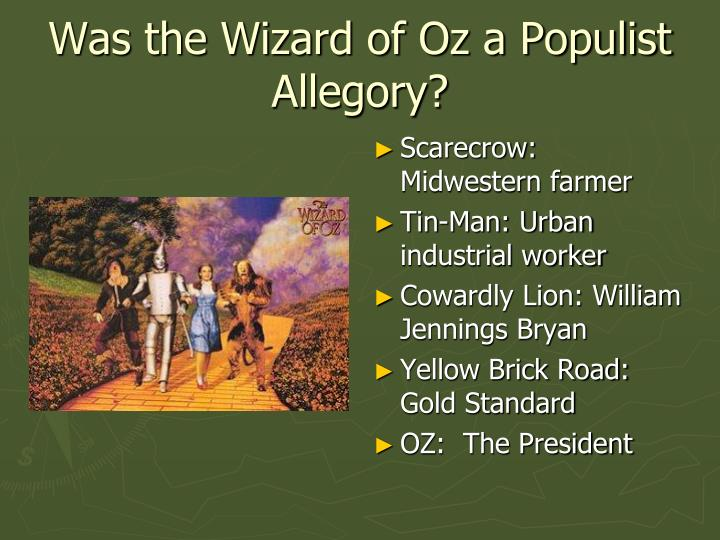 Was the Wizard of Oz a Populist
Allegory?
The
WIZARD
OF OZ
► Scarecrow:
Midwestern farmer
► Tin-Man: Urban
industrial worker
► Cowardly Lion: William
Jennings Bryan
► Yellow Brick Road:
Gold Standard
► OZ:  The President
S